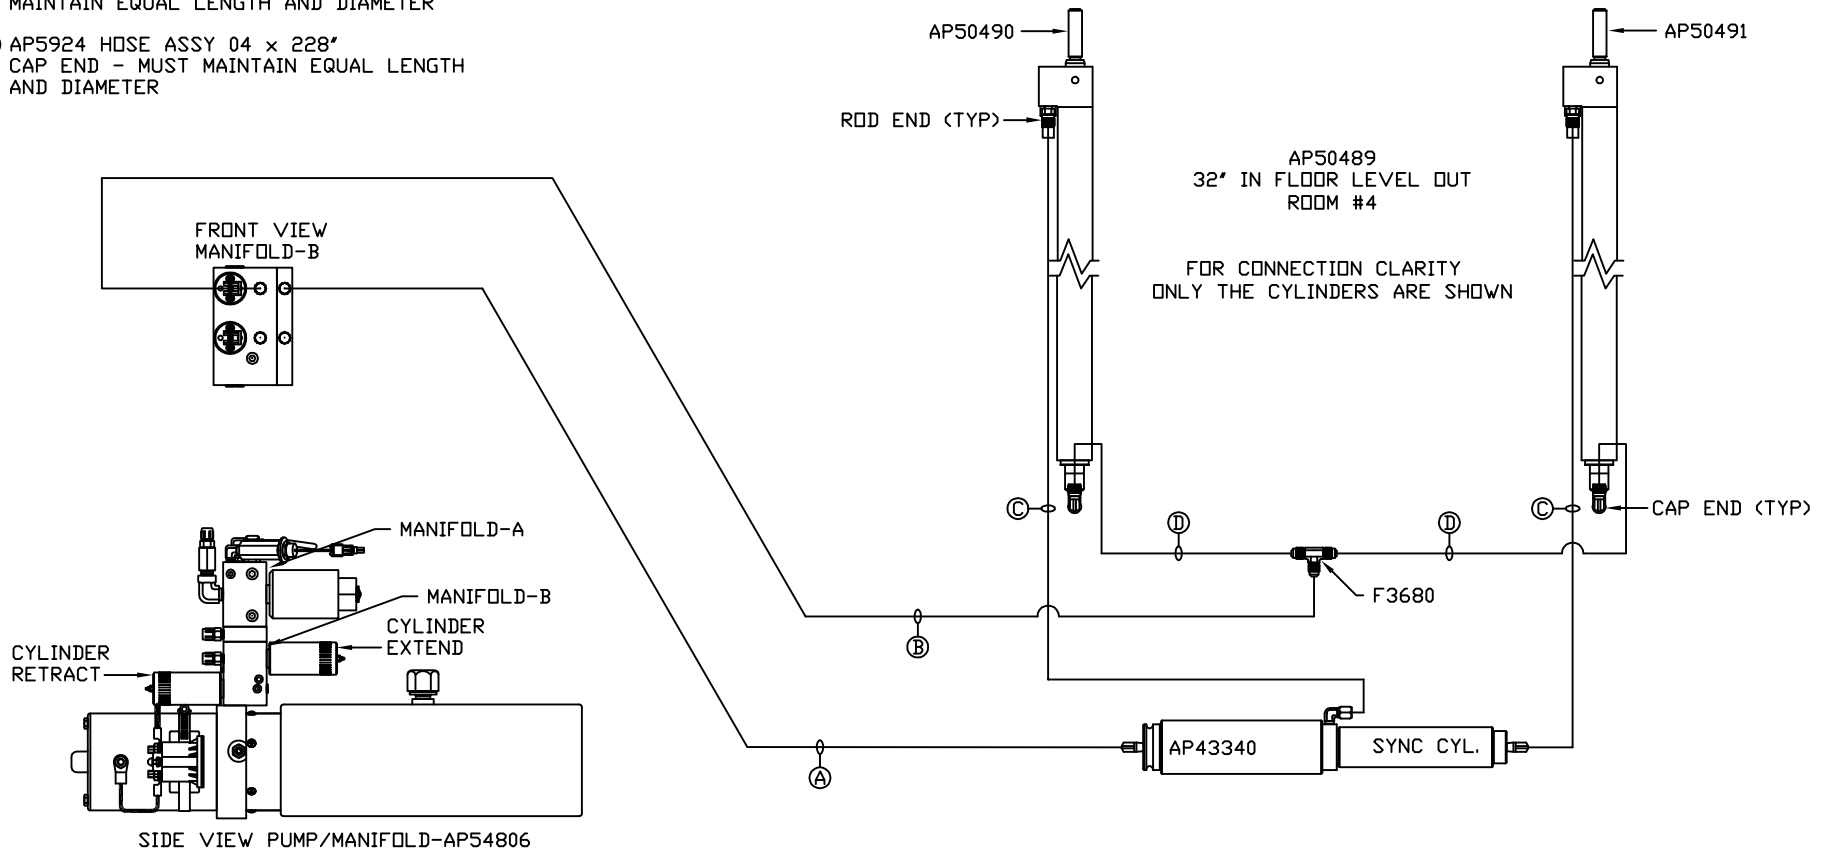 MAINTAIN EQUAL LENGTH AND DIAMETER
AP5924 HOSE ASSY 04 x 228"
CAP END - MUST MAINTAIN EQUAL LENGTH
AND DIAMETER
AP50490
AP50491
ROD END (TYP)
AP50489
32" IN FLOOR LEVEL OUT
ROOM #4
FOR CONNECTION CLARITY
ONLY THE CYLINDERS ARE SHOWN
FRONT VIEW
MANIFOLD-B
C
C
CAP END (TYP)
D
D
F3680
B
MANIFOLD-A
MANIFOLD-B
CYLINDER
EXTEND
CYLINDER
RETRACT
AP43340
SYNC CYL.
A
SIDE VIEW PUMP/MANIFOLD-AP54806